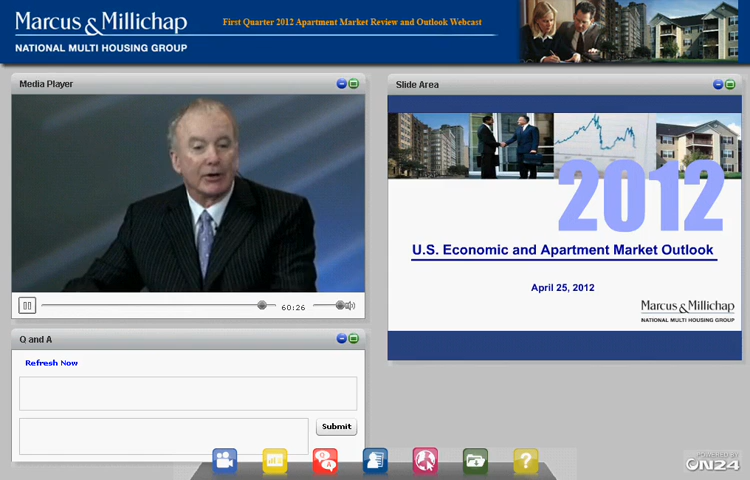 Marcus & Millichap
NATIONAL MULTI HOUSING GROUP
First Quarter 2012 Apartment Market Review and Outlook Webcast
Media Player
60:26
Slide Area
2012
U.S. Economic and Apartment Market Outlook
April 25, 2012
Marcus & Millichap
NATIONAL MULTI HOUSING GROUP
Q and A
Refresh Now
Submit
Q
A
?
POWERED BY
ON24